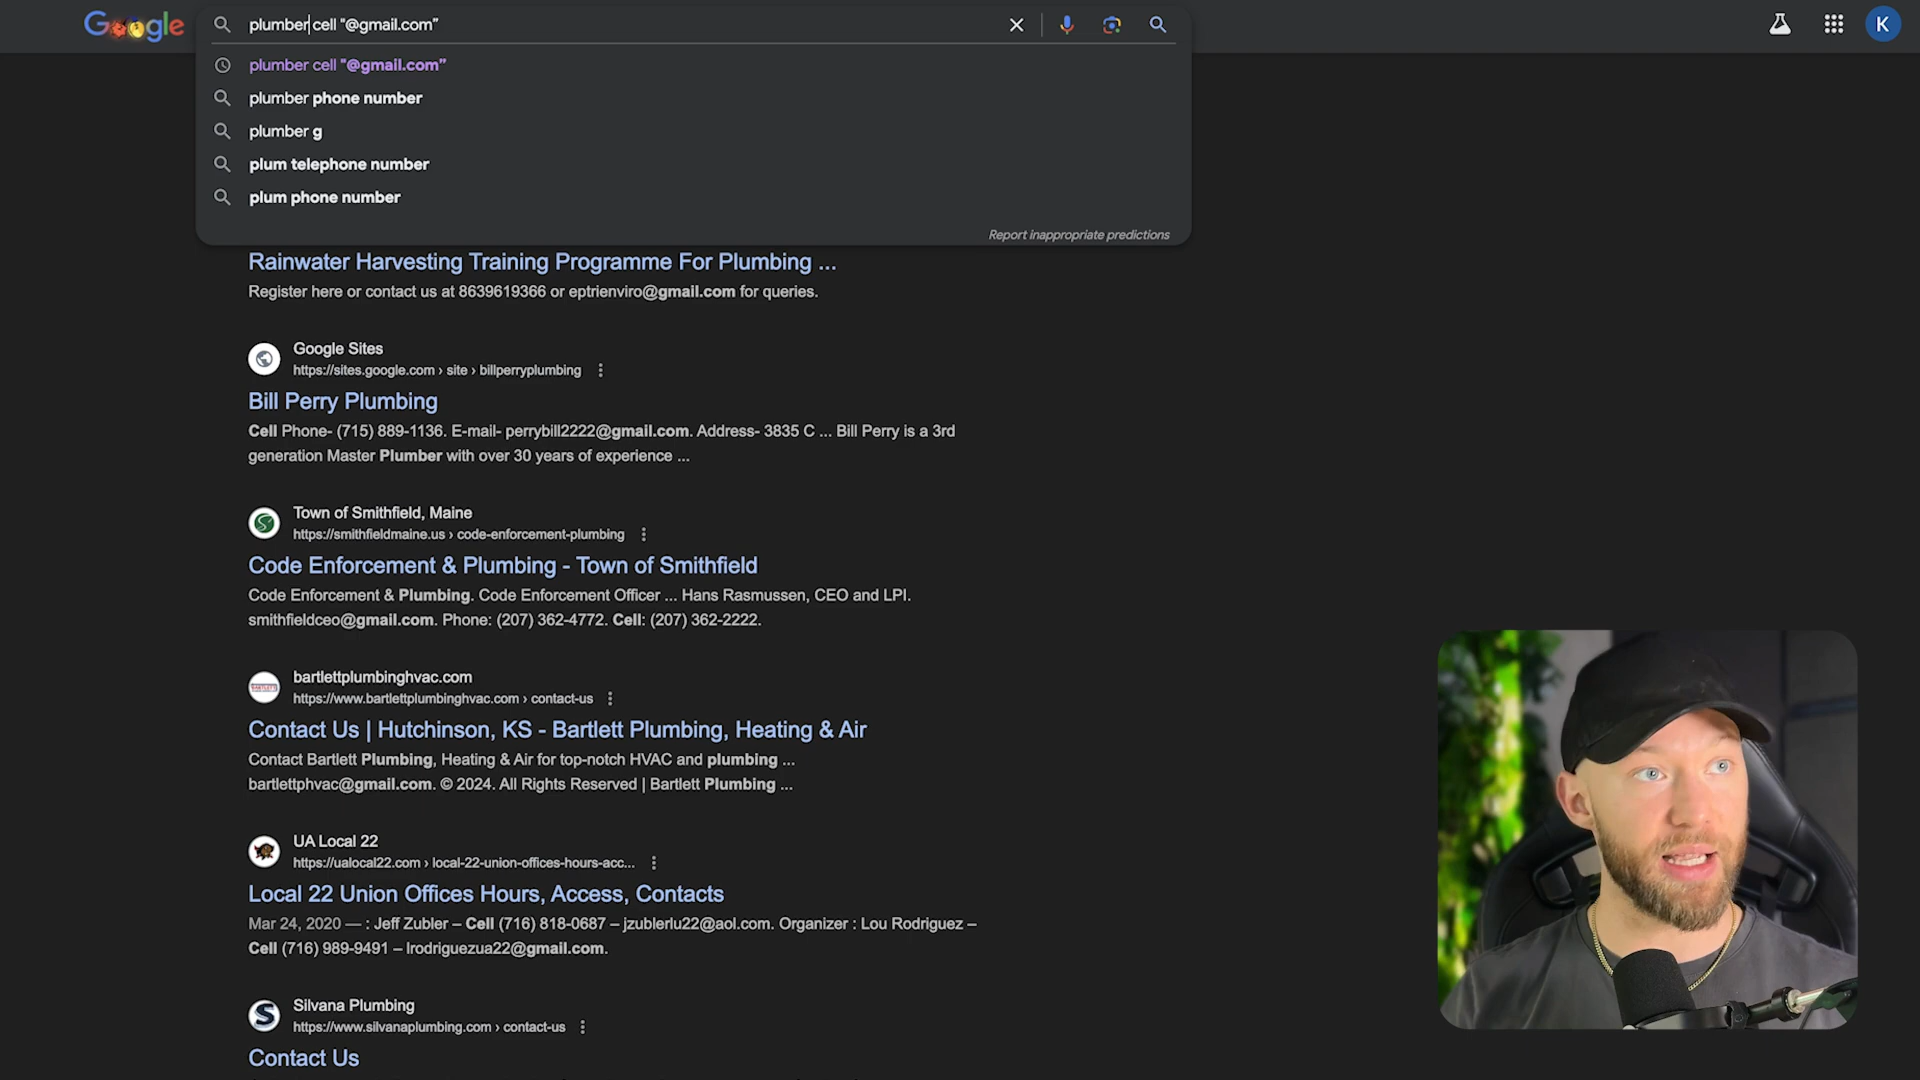 Google
plumber cell "@gmail.com”
K
plumber cell "@gmail.com”
plumber phone number
plumber g
plum telephone number
plum phone number
Report inappropriate predictions
Rainwater Harvesting Training Programme For Plumbing ...
Register here or contact us at 8639619366 or eptrienviro@gmail.com for queries.
Google Sites
https://sites.google.com › site › billperryplumbing
Bill Perry Plumbing
Cell Phone- (715) 889-1136. E-mail- perrybill2222@gmail.com. Address- 3835 C ... Bill Perry is a 3rd
generation Master Plumber with over 30 years of experience ...
Town of Smithfield, Maine
https://smithfieldmaine.us › code-enforcement-plumbing
Code Enforcement & Plumbing - Town of Smithfield
Code Enforcement & Plumbing. Code Enforcement Officer ... Hans Rasmussen, CEO and LPI.
smithfieldceo@gmail.com. Phone: (207) 362-4772. Cell: (207) 362-2222.
bartlettplumbinghvac.com
https://www.bartlettplumbinghvac.com › contact-us
Contact Us | Hutchinson, KS - Bartlett Plumbing, Heating & Air
Contact Bartlett Plumbing, Heating & Air for top-notch HVAC and plumbing ...
bartlettphvac@gmail.com. © 2024. All Rights Reserved | Bartlett Plumbing ...
UA Local 22
https://ualocal22.com › local-22-union-offices-hours-acc...
Local 22 Union Offices Hours, Access, Contacts
Mar 24, 2020 — : Jeff Zubler – Cell (716) 818-0687 – jzublerlu22@aol.com. Organizer : Lou Rodriguez –
Cell (716) 989-9491 – lrodriguezua22@gmail.com.
Silvana Plumbing
https://www.silvanaplumbing.com › contact-us
Contact Us